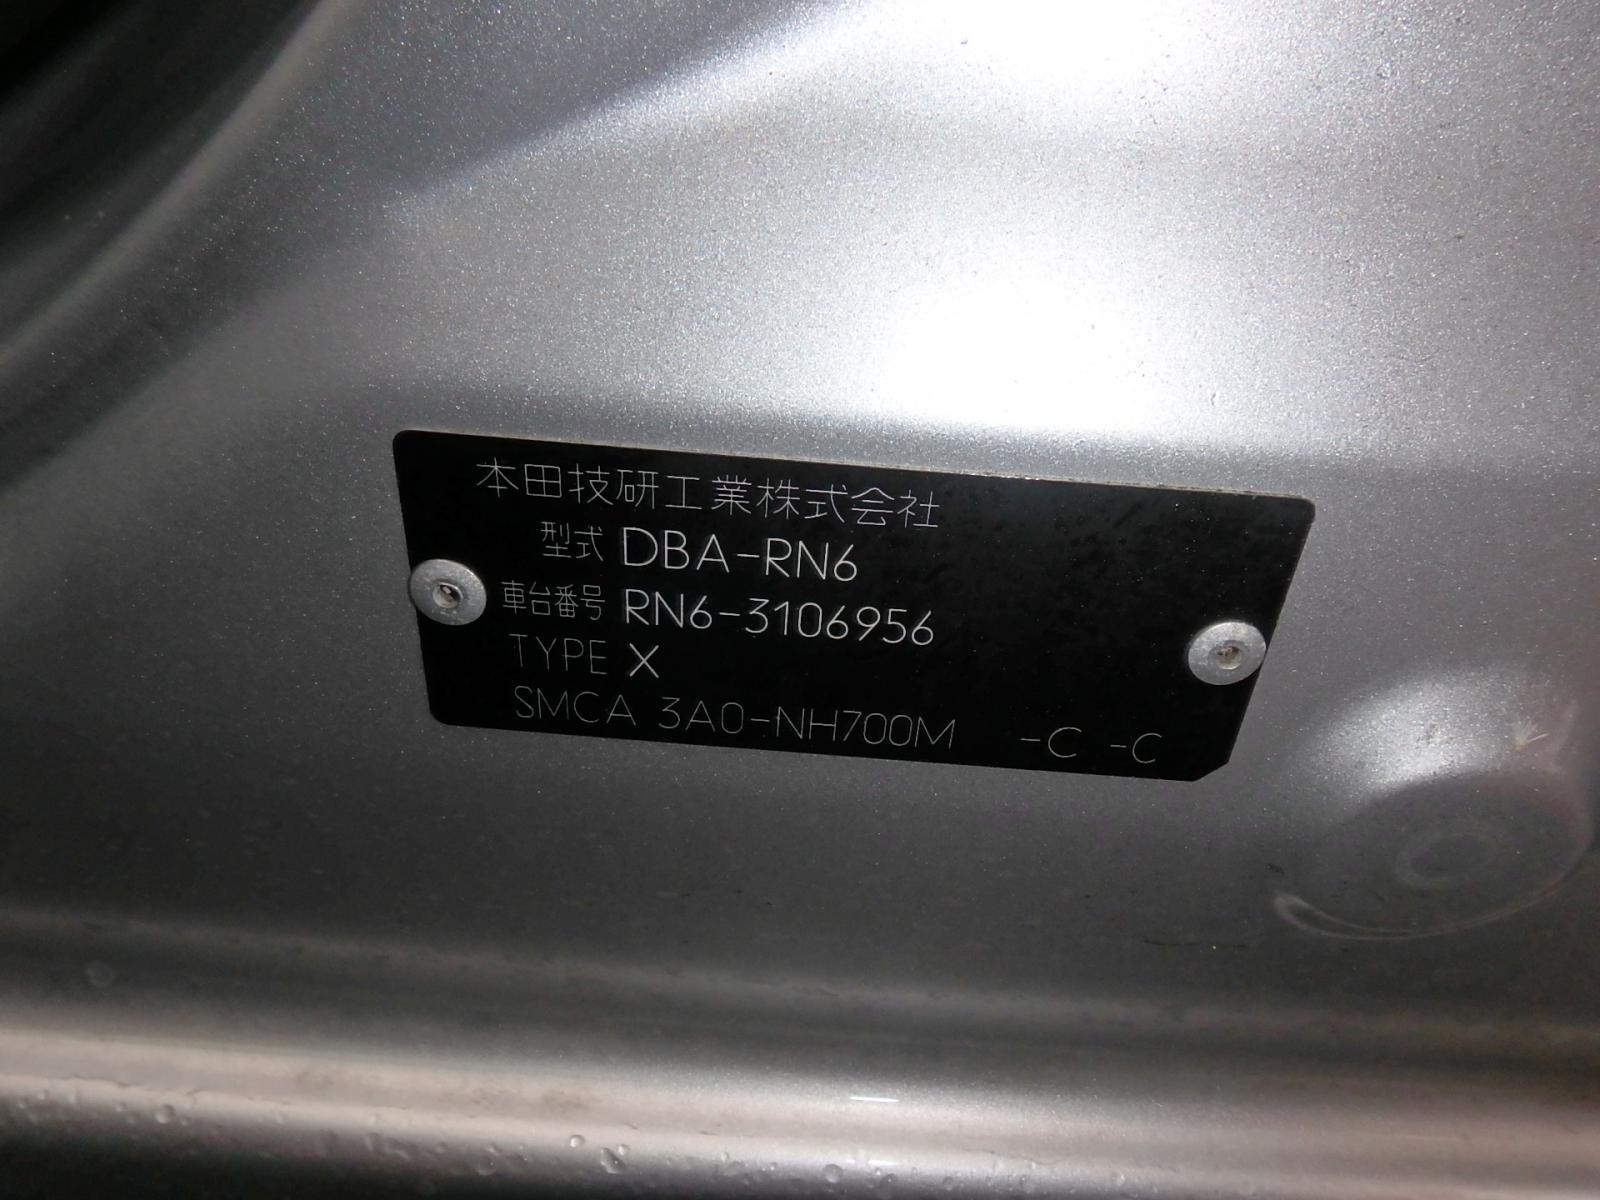 本田技研工業株式会社
型式 DBA-RN6
車台番号 RN6-3106956
TYPE X
SMCA 3A0-NH700M -C -C